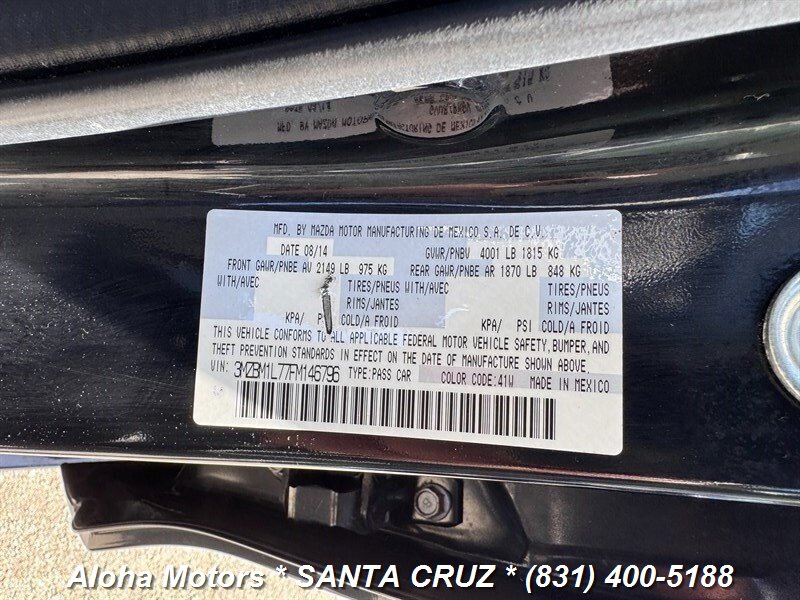 MFD. BY MAZDA MOTOR MANUFACTURING DE MEXICO S.A. DE C.V.
DATE 08/14 GVWR/PNBV 4001 LB 1815 KG
FRONT GAWR/PNBE AV 2149 LB 975 KG REAR GAWR/PNBE AR 1870 LB 848 KG
WITH/AVEC TIRES/PNEUS WITH/AVEC TIRES/PNEUS
RIMS/JANTES RIMS/JANTES
KPA/ PSI COLD/A FROID KPA/ PSI COLD/A FROID
THIS VEHICLE CONFORMS TO ALL APPLICABLE FEDERAL MOTOR VEHICLE SAFETY, BUMPER, AND
THEFT PREVENTION STANDARDS IN EFFECT ON THE DATE OF MANUFACTURE SHOWN ABOVE.
VIN: 3MZBM1L77FM146796 TYPE:PASS CAR COLOR CODE:41W MADE IN MEXICO
Aloha Motors * SANTA CRUZ * (831) 400-5188